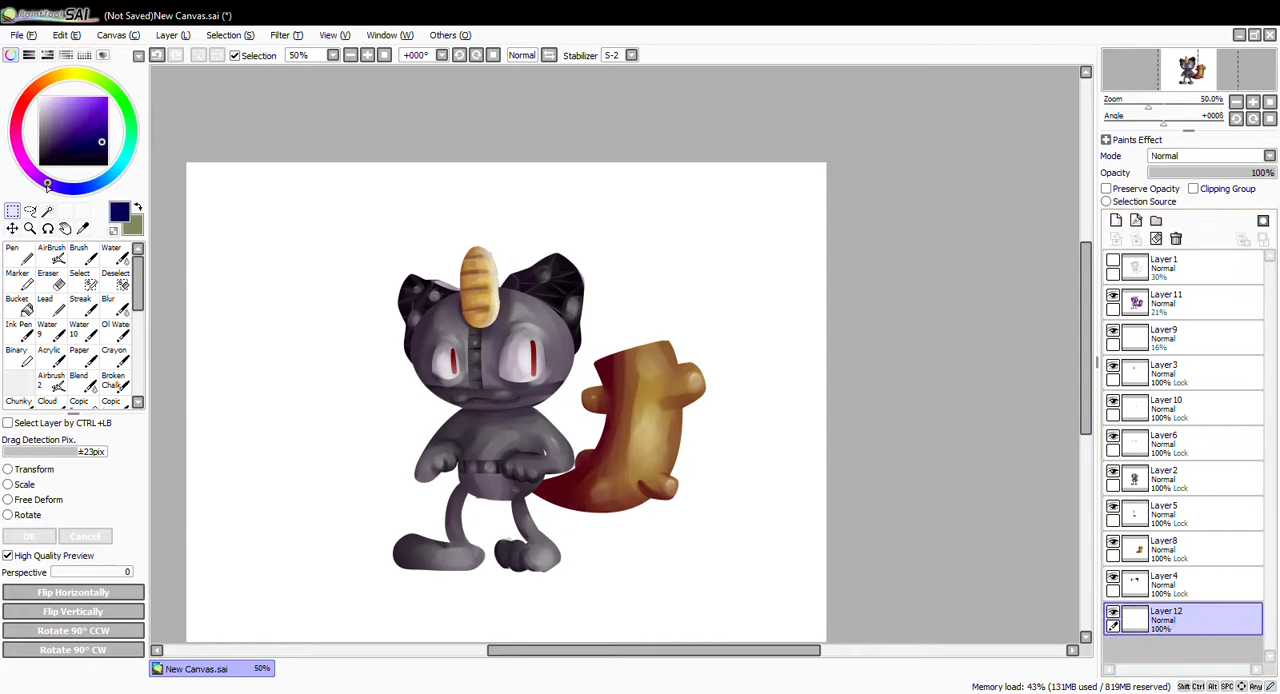 PaintTool SAI (Not Saved)New Canvas.sai (*)
File (F) Edit (E) Canvas (C) Layer (L) Selection (S) Filter (T) View (V) Window (W) Others (O)
Selection 50% +000° Normal Stabilizer S-2
Zoom 50.0%
Angle
Paints Effect
Mode Normal
Opacity 100%
Preserve Opacity Clipping Group
Selection Source
Pen AirBrush Brush Water
Marker Eraser Select Deselect
Bucket Lead Streak Blur
Ink Pen Water 9 Water 10 Ol Water
Binary Acrylic Paper Crayon
Airbrush 2 Blend Broken Chalk
Chunky Cloud Copic Copic
Select Layer by CTRL+LB
Drag Detection Pix.
±23pix
Transform
Scale
Free Deform
Rotate
OK Cancel
High Quality Preview
Perspective 0
Flip Horizontally
Flip Vertically
Rotate 90° CCW
Rotate 90° CW
Layer1
Normal
30%
Layer11
Normal
21%
Layer9
Normal
16%
Layer3
Normal
100% Lock
Layer10
Normal
100% Lock
Layer6
Normal
100% Lock
Layer2
Normal
100% Lock
Layer5
Normal
100% Lock
Layer8
Normal
100% Lock
Layer4
Normal
100% Lock
Layer12
Normal
100%
New Canvas.sai 50%
Memory load: 43% (131MB used / 819MB reserved) Shift Ctrl Alt SPC Any